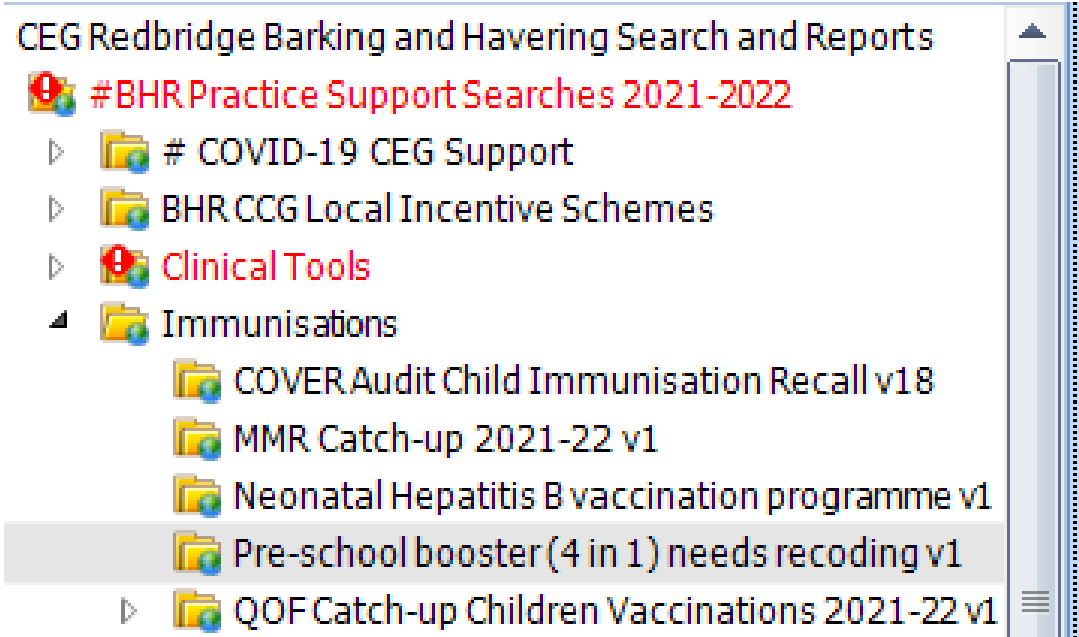 CEG Redbridge Barking and Havering Search and Reports
#BHR Practice Support Searches 2021-2022
# COVID-19 CEG Support
BHR CCG Local Incentive Schemes
Clinical Tools
Immunisations
COVER Audit Child Immunisation Recall v18
MMR Catch-up 2021-22 v1
Neonatal Hepatitis B vaccination programme v1
Pre-school booster (4 in 1) needs recoding v1
QOF Catch-up Children Vaccinations 2021-22 v1